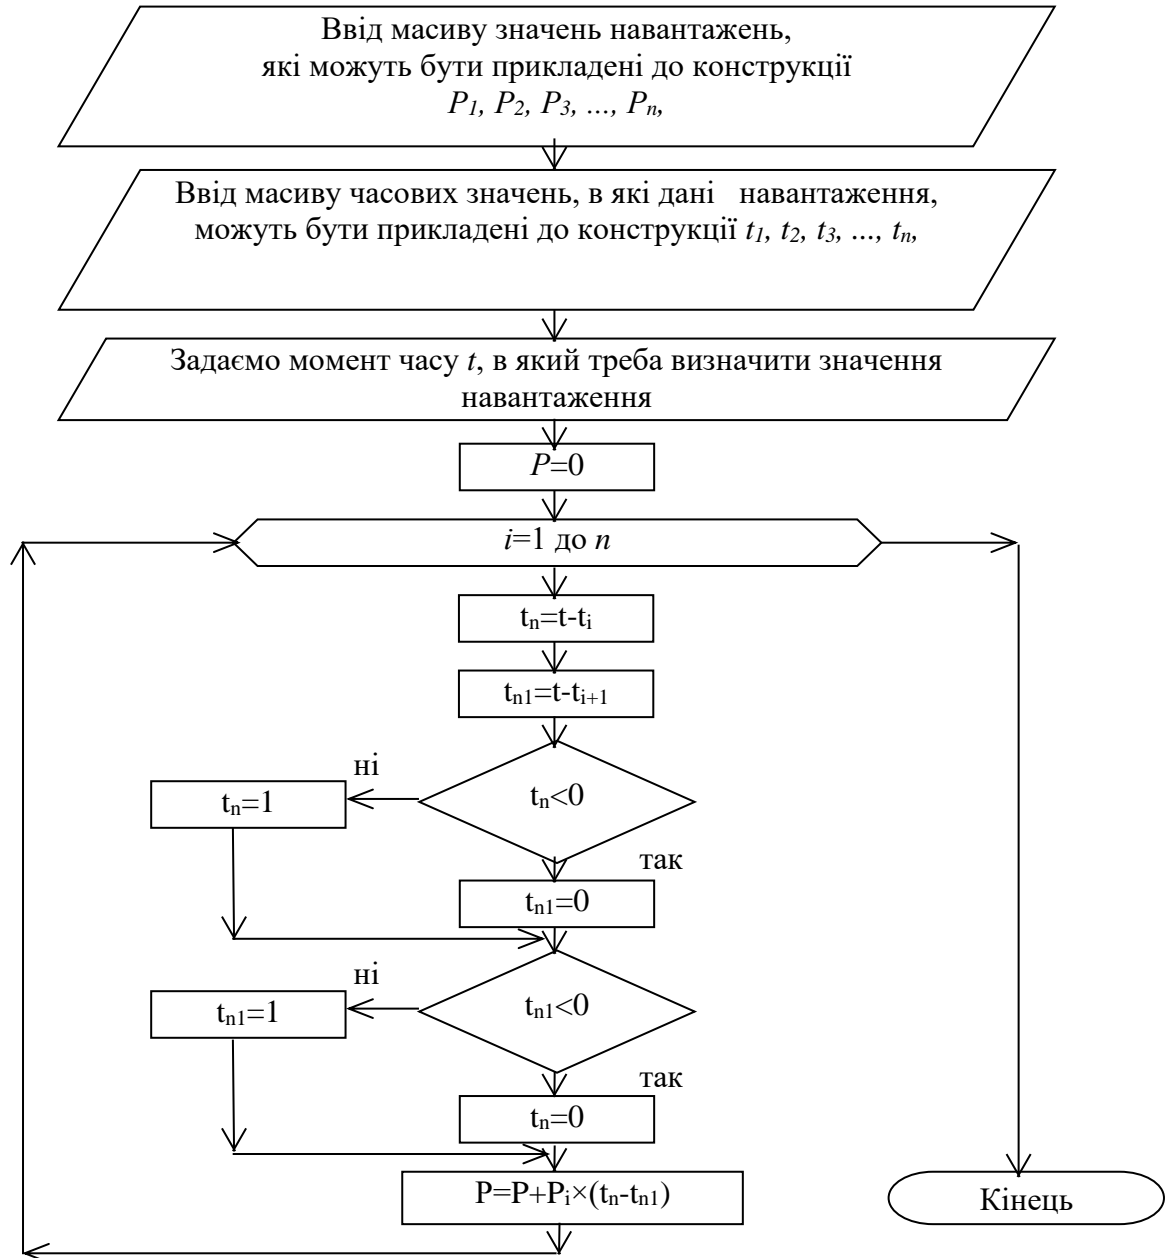 Ввід масиву значень навантажень,
які можуть бути прикладені до конструкції
P₁, P₂, P₃, ..., Pₙ,
Ввід масиву часових значень, в які дані навантаження,
можуть бути прикладені до конструкції t₁, t₂, t₃, ..., tₙ,
Задаємо момент часу t, в який треба визначити значення
навантаження
P=0
i=1 до n
tₙ=t-tᵢ
tₙ₁=t-tᵢ₊₁
ні
tₙ=1
tₙ<0
так
tₙ₁=0
ні
tₙ₁=1
tₙ₁<0
так
tₙ=0
P=P+Pᵢ×(tₙ-tₙ₁)
Кінець